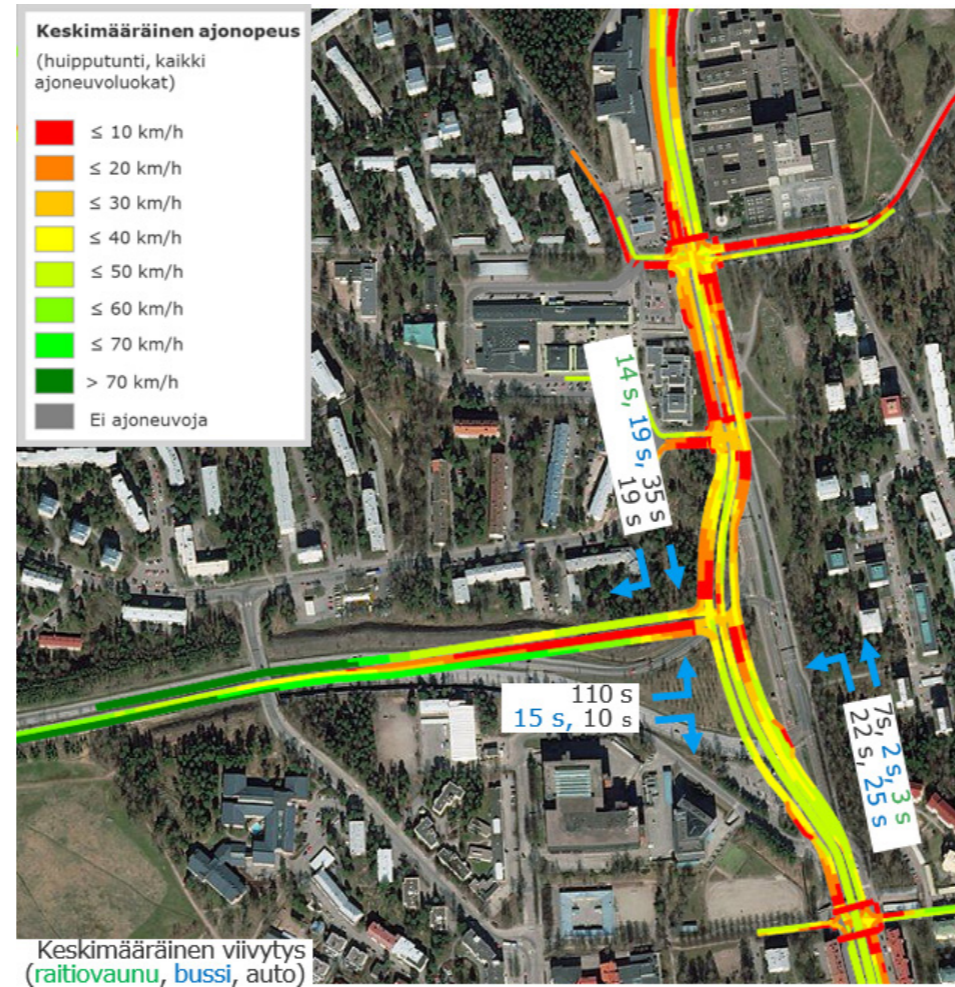 Keskimääräinen ajonopeus
(huipputunti, kaikki
ajoneuvoluokat)
≤ 10 km/h
≤ 20 km/h
≤ 30 km/h
≤ 40 km/h
≤ 50 km/h
≤ 60 km/h
≤ 70 km/h
> 70 km/h
Ei ajoneuvoja
14 s, 19 s, 35 s
19 s
110 s
15 s, 10 s
7s, 2 s, 3 s
22 s, 25 s
Keskimääräinen viivytys
(raitiovaunu, bussi, auto)